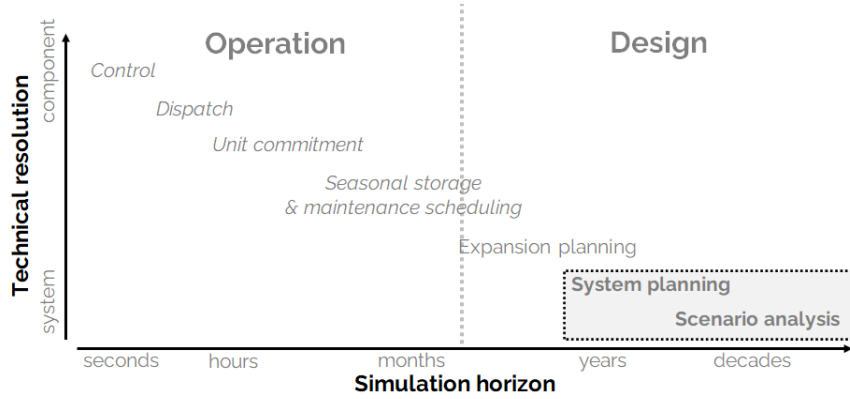 Operation
Design
Technical resolution
component
system
Control
Dispatch
Unit commitment
Seasonal storage
& maintenance scheduling
Expansion planning
System planning
Scenario analysis
seconds
hours
months
years
decades
Simulation horizon